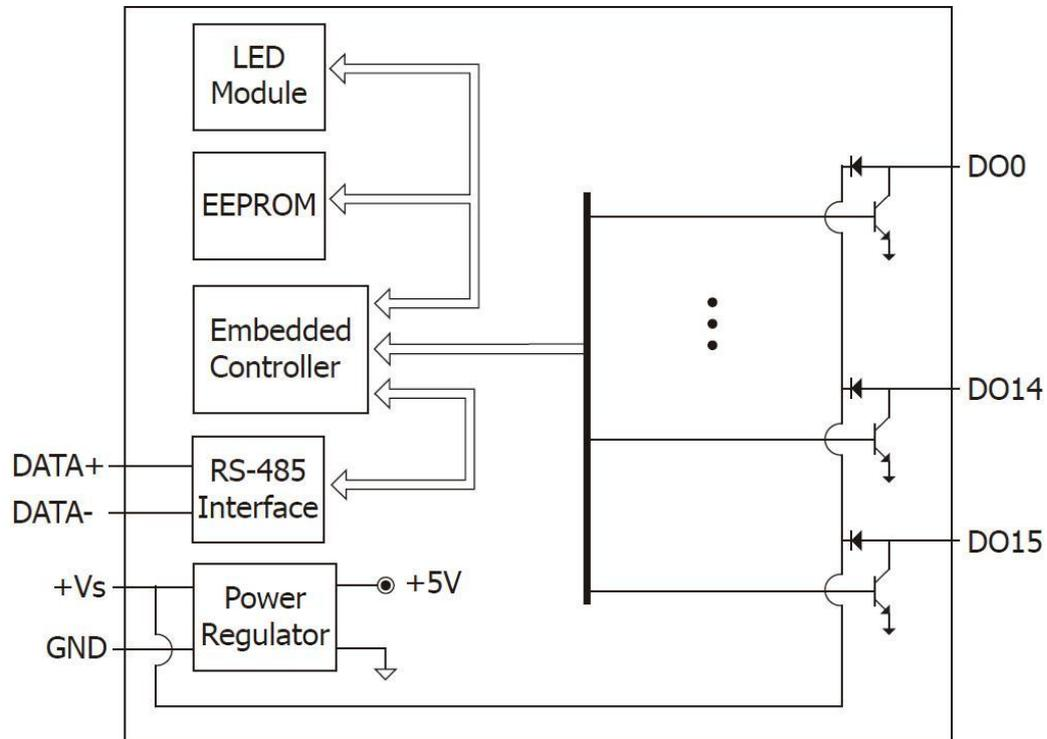 LED
Module
EEPROM
Embedded
Controller
DATA+
DATA-
RS-485
Interface
+Vs
GND
Power
Regulator
+5V
DO0
DO14
DO15